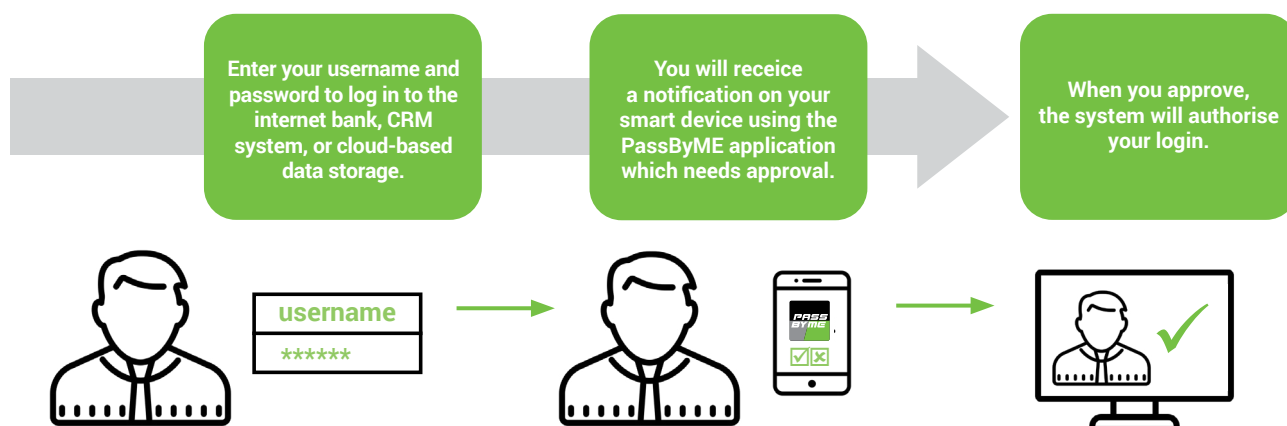 Enter your username and
password to log in to the
internet bank, CRM
system, or cloud-based
data storage.
You will receice
a notification on your
smart device using the
PassByME application
which needs approval.
When you approve,
the system will authorise
your login.
username
******
PASS
BYME